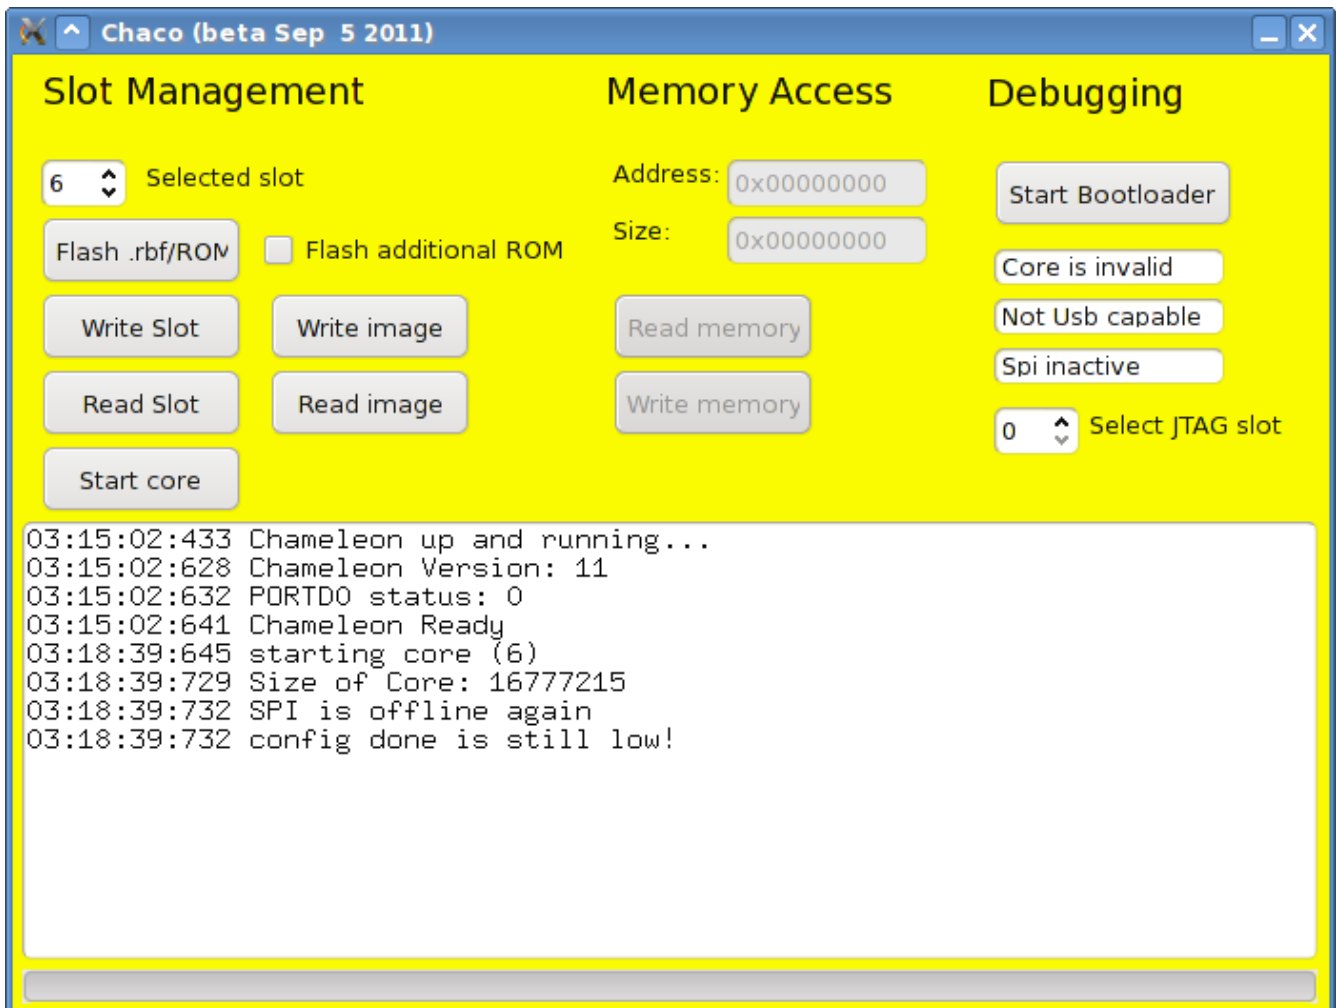 Chaco (beta Sep  5 2011)
Slot Management
Memory Access
Debugging
6
Selected slot
Address:
0x00000000
Start Bootloader
Flash .rbf/ROM
Flash additional ROM
Size:
0x00000000
Core is invalid
Write Slot
Write image
Read memory
Not Usb capable
Spi inactive
Read Slot
Read image
Write memory
0
Select JTAG slot
Start core
03:15:02:433 Chameleon up and running...
03:15:02:628 Chameleon Version: 11
03:15:02:632 PORTDO status: 0
03:15:02:641 Chameleon Ready
03:18:39:645 starting core (6)
03:18:39:729 Size of Core: 16777215
03:18:39:732 SPI is offline again
03:18:39:732 config done is still low!